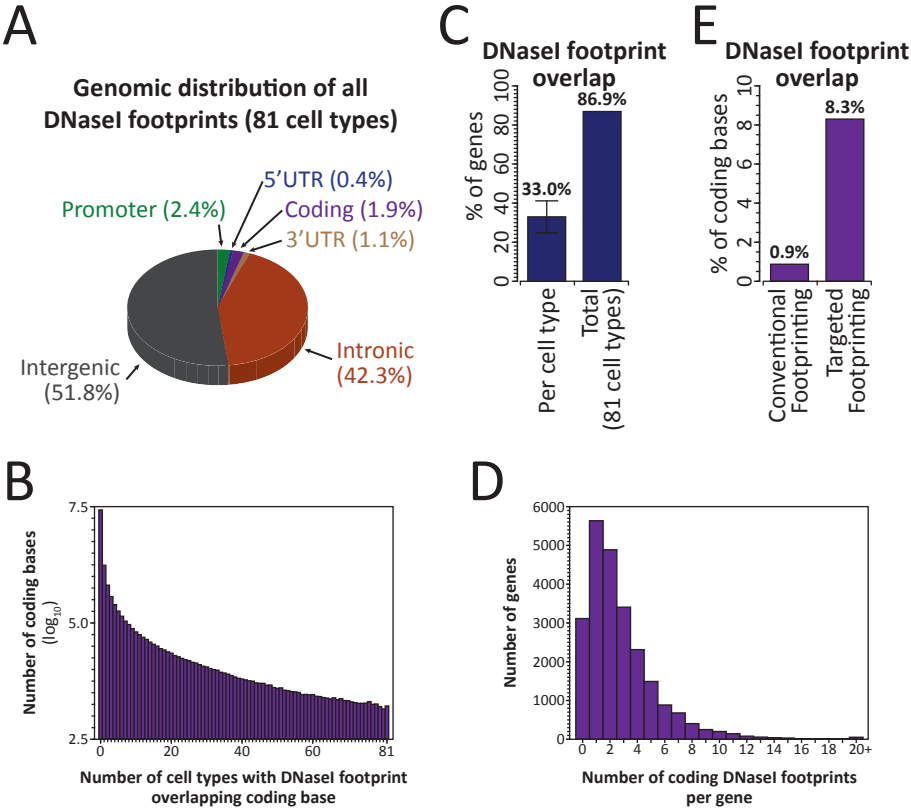 A
Genomic distribution of all
DNaseI footprints (81 cell types)
5'UTR (0.4%)
Promoter (2.4%)
Coding (1.9%)
3'UTR (1.1%)
Intergenic
(51.8%)
Intronic
(42.3%)
C
DNaseI footprint
overlap
% of genes
0
20
40
60
80
100
33.0%
86.9%
Per cell type
Total
(81 cell types)
E
DNaseI footprint
overlap
% of coding bases
0
2
4
6
8
10
0.9%
8.3%
Conventional
Footprinting
Targeted
Footprinting
B
Number of coding bases
(log10)
7.5
5.0
2.5
0
20
40
60
81
Number of cell types with DNaseI footprint
overlapping coding base
D
Number of genes
6000
5000
4000
3000
2000
1000
0
0
2
4
6
8
10
12
14
16
18
20+
Number of coding DNaseI footprints
per gene